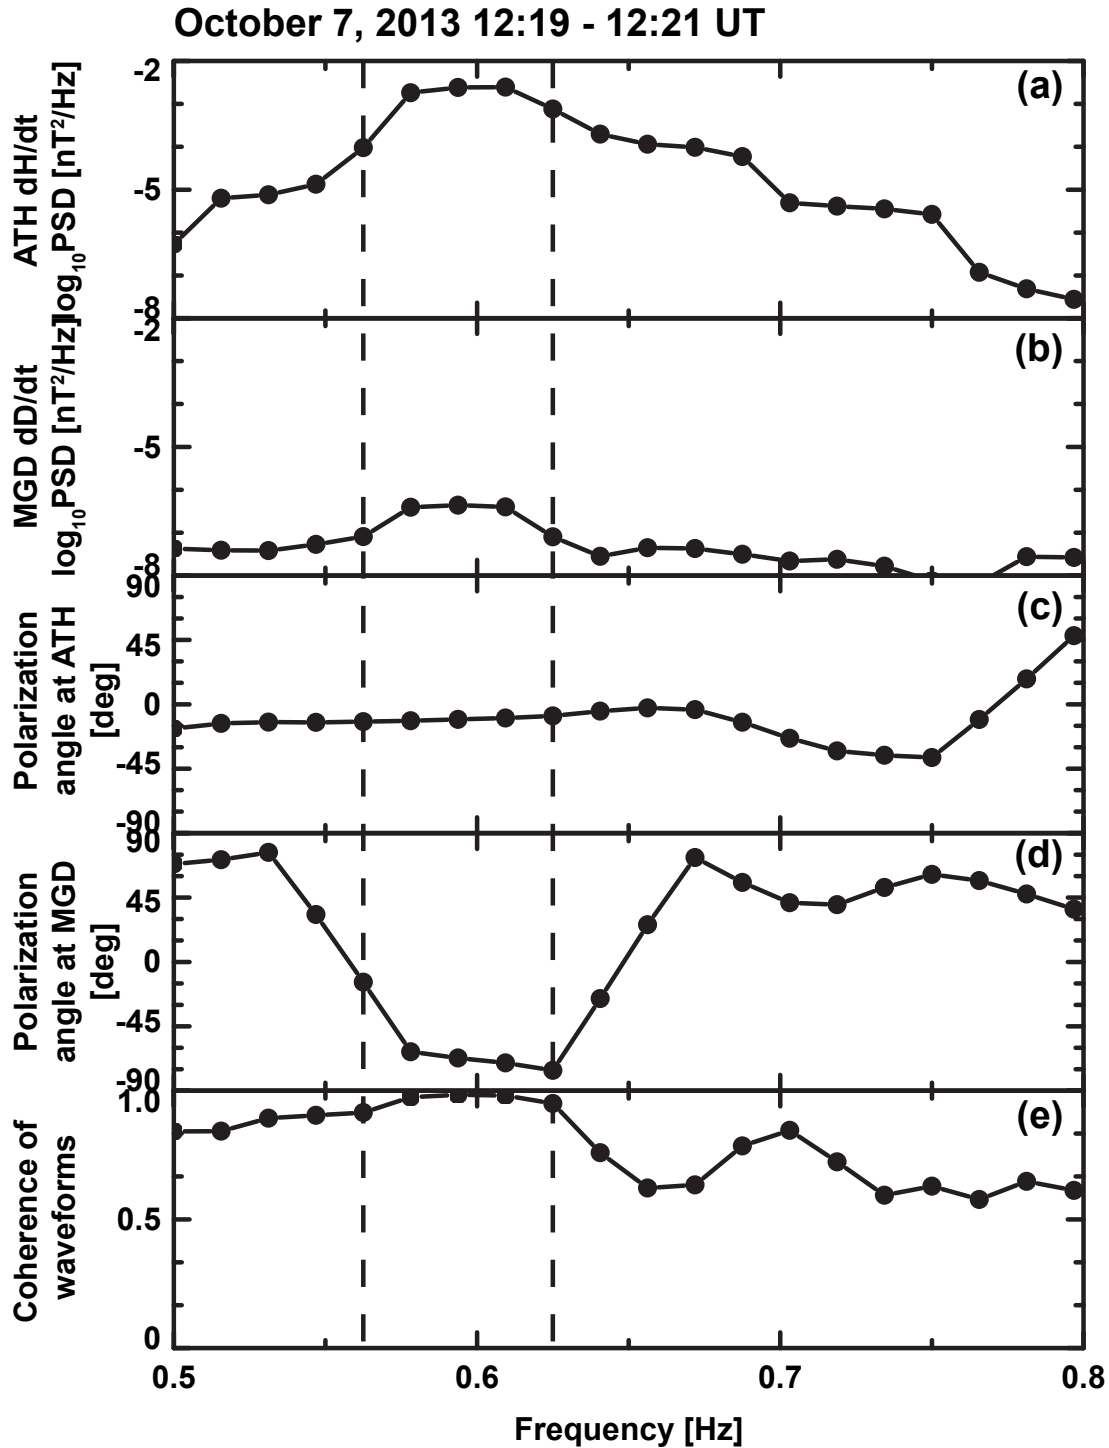 October 7, 2013 12:19 - 12:21 UT
ATH dH/dt
log₁₀PSD [nT²/Hz]
-2
-5
-8
(a)
MGD dD/dt
log₁₀PSD [nT²/Hz]
-2
-5
-8
(b)
Polarization
angle at ATH
[deg]
90
45
0
-45
-90
(c)
Polarization
angle at MGD
[deg]
90
45
0
-45
-90
(d)
Coherence of
waveforms
1.0
0.5
0
(e)
0.5 0.6 0.7 0.8
Frequency [Hz]